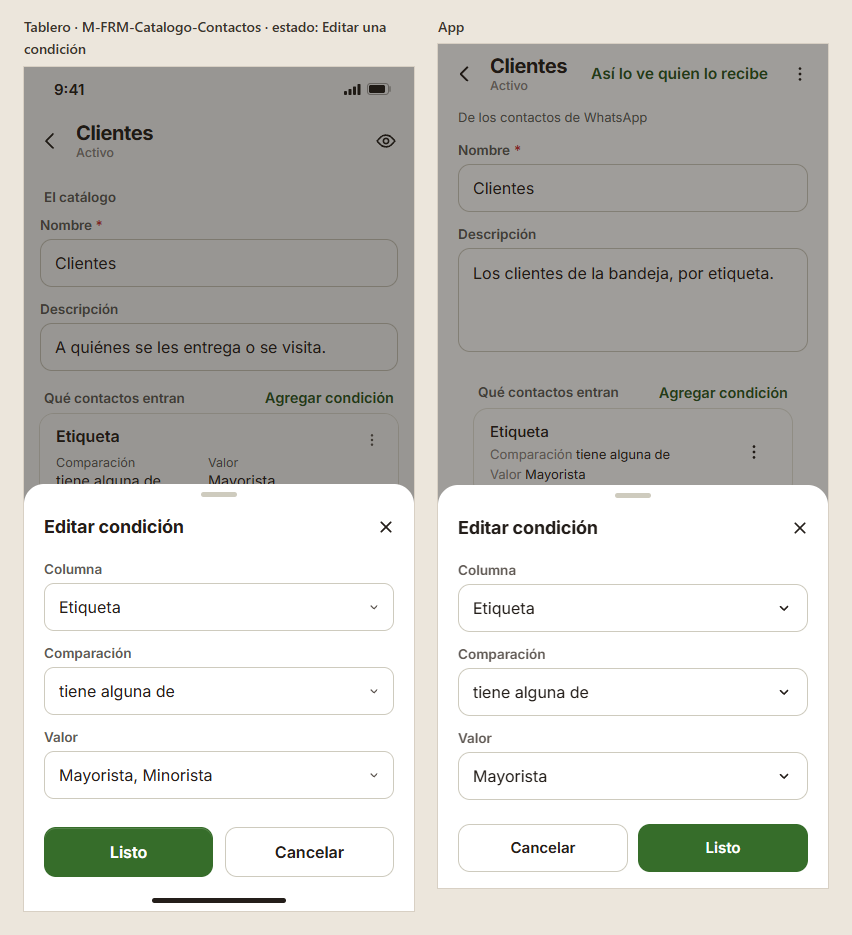 Tablero · M-FRM-Catalogo-Contactos · estado: Editar una
condición
9:41
Clientes
Activo
El catálogo
Nombre *
Clientes
Descripción
A quiénes se les entrega o se visita.
Qué contactos entran
Agregar condición
Etiqueta
Comparación
Valor
tiene alguna de
Mayorista
Editar condición
Columna
Etiqueta
Comparación
tiene alguna de
Valor
Mayorista, Minorista
Listo
Cancelar
App
Clientes
Activo
Así lo ve quien lo recibe
De los contactos de WhatsApp
Nombre *
Clientes
Descripción
Los clientes de la bandeja, por etiqueta.
Qué contactos entran
Agregar condición
Etiqueta
Comparación tiene alguna de
Valor Mayorista
Editar condición
Columna
Etiqueta
Comparación
tiene alguna de
Valor
Mayorista
Cancelar
Listo